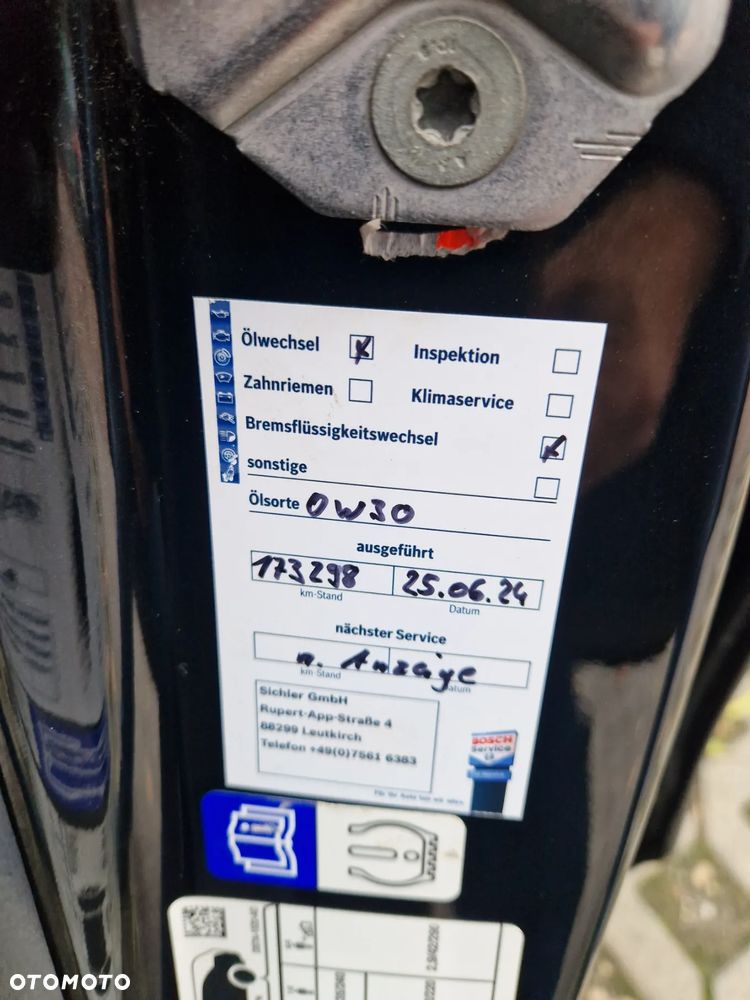 10.9
Ölwechsel
Inspektion
Zahnriemen
Klimaservice
Bremsflüssigkeitswechsel
sonstige
Ölsorte 0W30
ausgeführt
173298 25.06.24
km-Stand Datum
nächster Service
n. Anzeige
km-Stand Datum
Sichler GmbH
Rupert-App-Straße 4
88299 Leutkirch
Telefon +49(0)7561 6383
BOSCH
Service
OTOMOTO